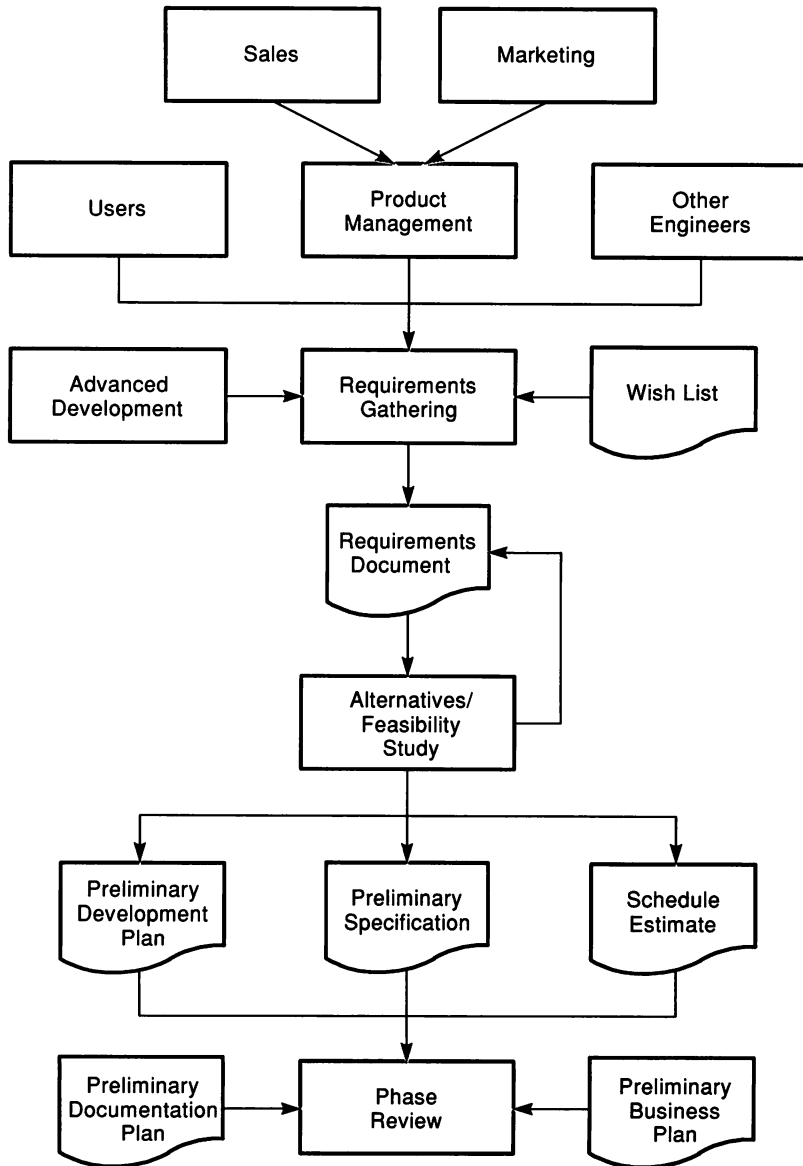 Sales
Marketing
Users
Product
Management
Other
Engineers
Advanced
Development
Requirements
Gathering
Wish List
Requirements
Document
Alternatives/
Feasibility
Study
Preliminary
Development
Plan
Preliminary
Specification
Schedule
Estimate
Preliminary
Documentation
Plan
Phase
Review
Preliminary
Business
Plan